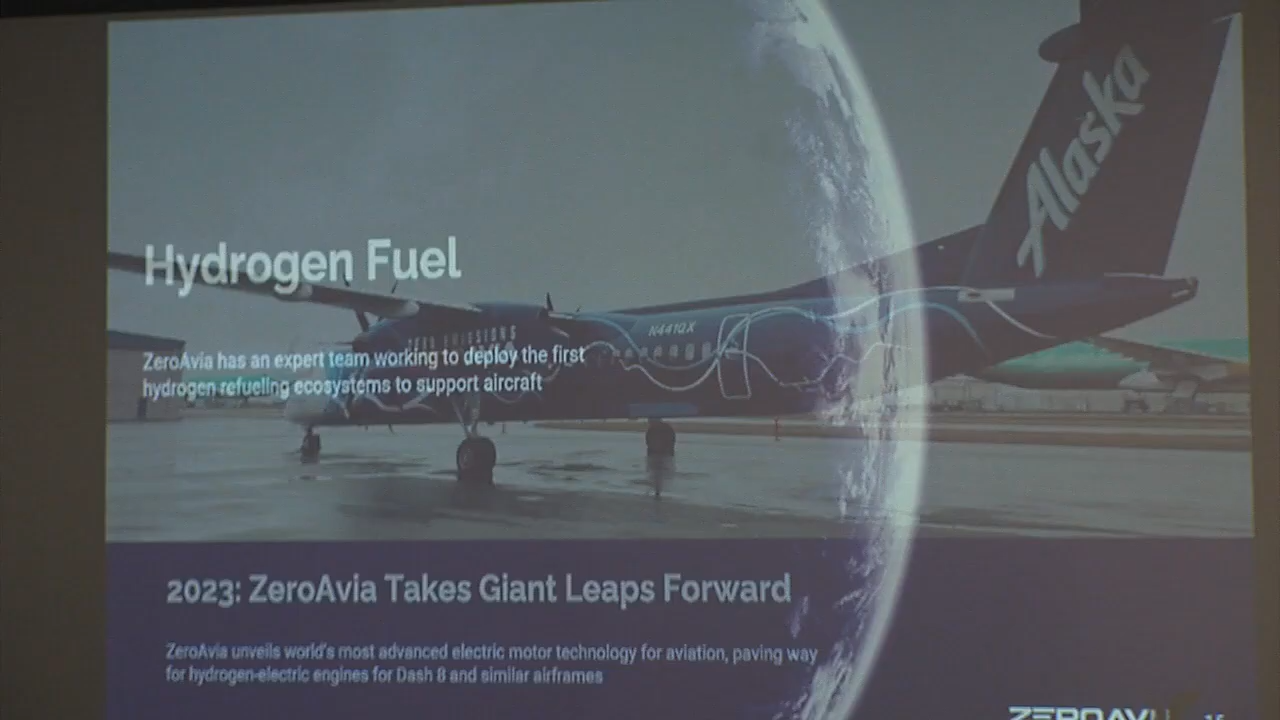 Alaska
Hydrogen Fuel
N441QX
ZERO EMISSIONS
ZeroAvia has an expert team working to deploy the first
hydrogen refueling ecosystems to support aircraft
2023: ZeroAvia Takes Giant Leaps Forward
ZeroAvia unveils world's most advanced electric motor technology for aviation, paving way
for hydrogen-electric engines for Dash 8 and similar airframes
ZEROAVIA